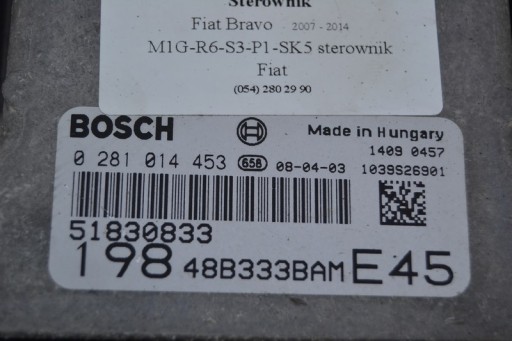 Sterownik
Fiat Bravo 2007 - 2014
M1G-R6-S3-P1-SK5 sterownik
Fiat
(054) 280 29 90
BOSCH Made in Hungary
0 281 014 453 658 08-04-03 1409 0457
1039S26901
51830833
198 48B333BAM E45